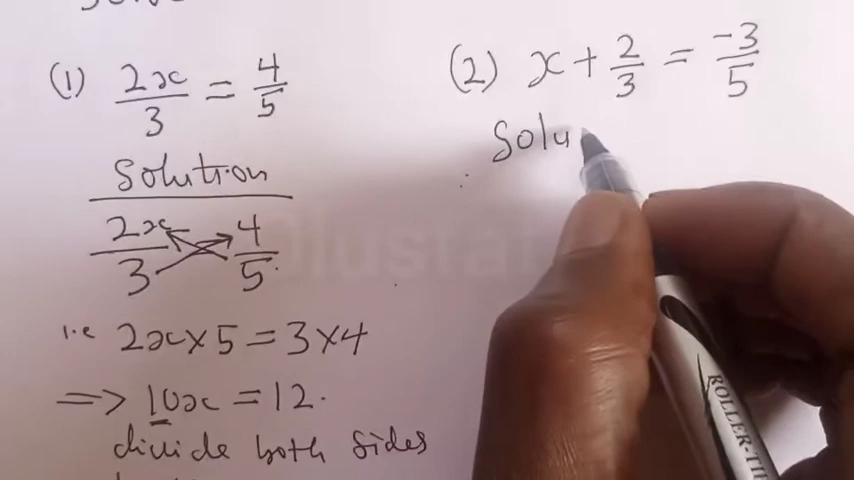 (1) 2x/3 = 4/5
Solution
2x/3 4/5.
i.e 2x×5 = 3×4
=> 10x = 12.
divide both sides
(2) x + 2/3 = -3/5
Solu
ROLLER-TIP